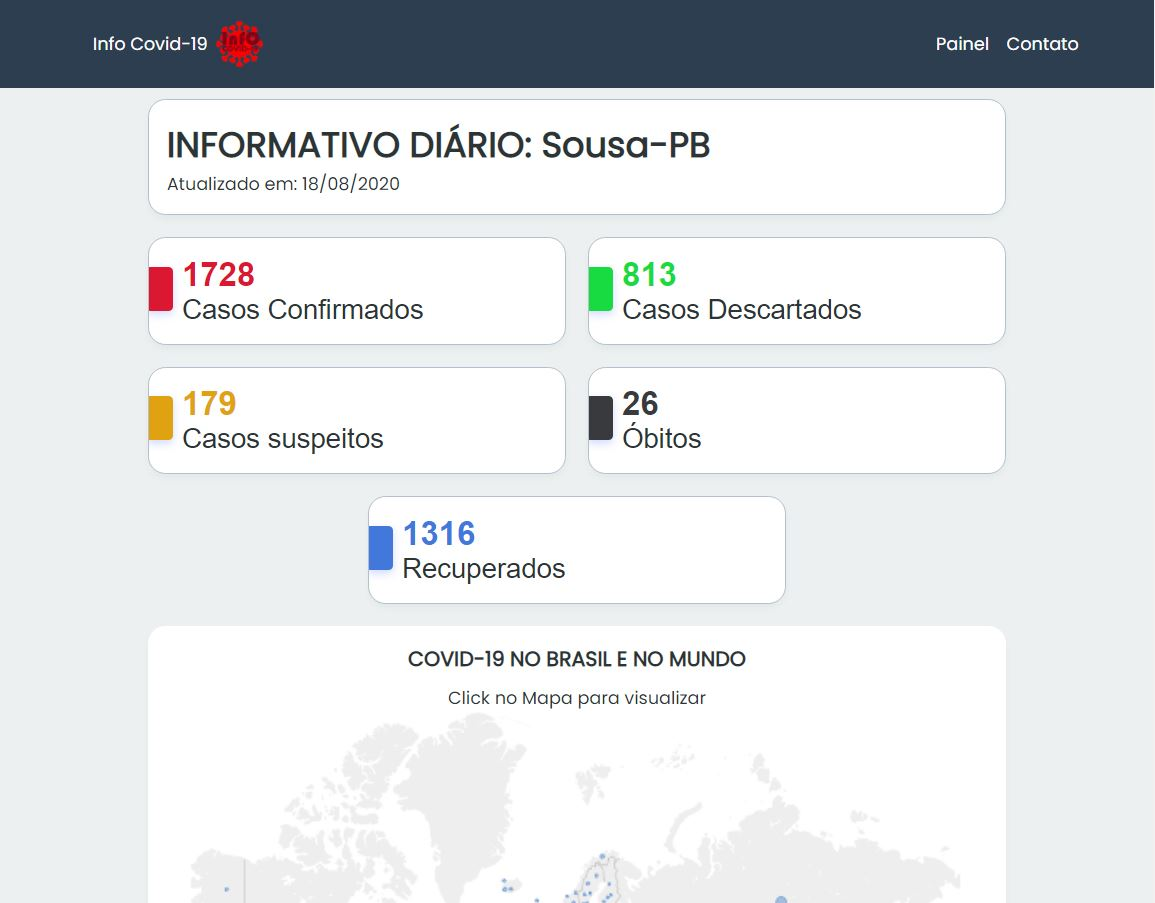 Info Covid-19 INFO COVID-19
Painel Contato
INFORMATIVO DIÁRIO: Sousa-PB
Atualizado em: 18/08/2020
1728
Casos Confirmados
813
Casos Descartados
179
Casos suspeitos
26
Óbitos
1316
Recuperados
COVID-19 NO BRASIL E NO MUNDO
Click no Mapa para visualizar